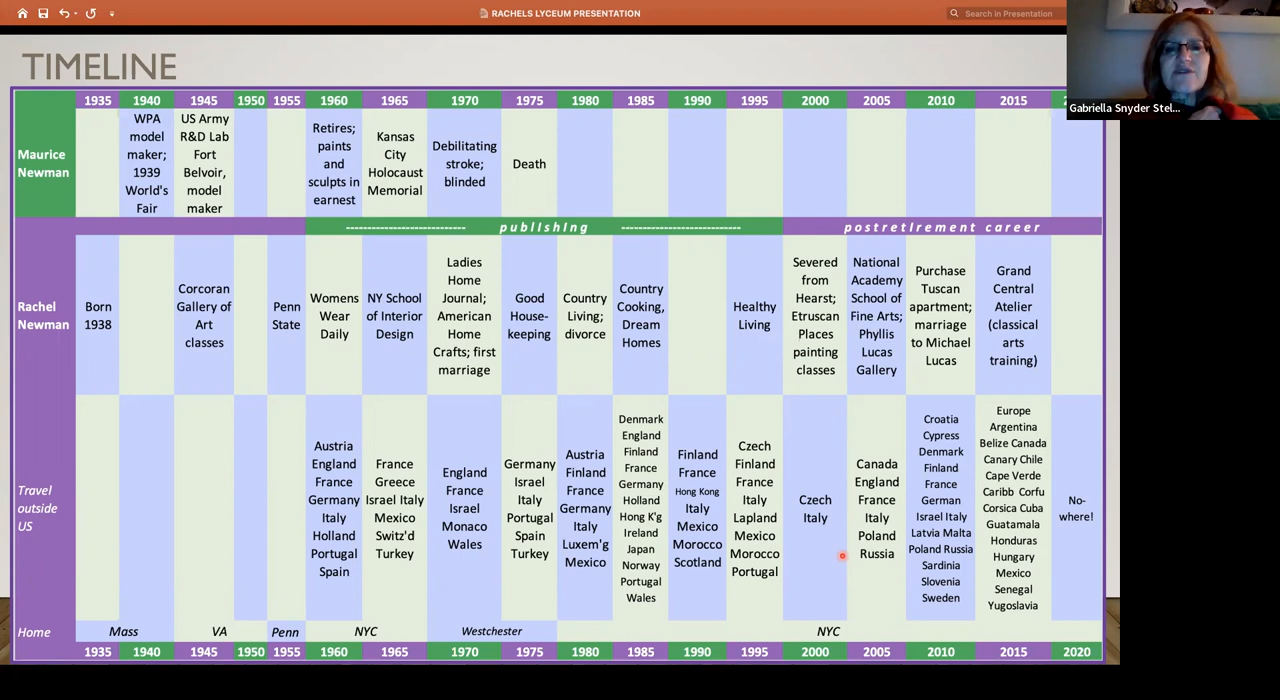 RACHELS LYCEUM PRESENTATION
Search in Presentation
Gabriella Snyder Stel...
TIMELINE
1935 1940 1945 1950 1955 1960 1965 1970 1975 1980 1985 1990 1995 2000 2005 2010 2015
Maurice
Newman
WPA
model
maker;
1939
World's
Fair
US Army
R&D Lab
Fort
Belvoir,
model
maker
Retires;
paints
and
sculpts in
earnest
Kansas
City
Holocaust
Memorial
Debilitating
stroke;
blinded
Death
--------------------------- publishing ---------------------------
postretirement career
Rachel
Newman
Born
1938
Corcoran
Gallery of
Art
classes
Penn
State
Womens
Wear
Daily
NY School
of Interior
Design
Ladies
Home
Journal;
American
Home
Crafts; first
marriage
Good
House-
keeping
Country
Living;
divorce
Country
Cooking,
Dream
Homes
Healthy
Living
Severed
from
Hearst;
Etruscan
Places
painting
classes
National
Academy
School of
Fine Arts;
Phyllis
Lucas
Gallery
Purchase
Tuscan
apartment;
marriage
to Michael
Lucas
Grand
Central
Atelier
(classical
arts
training)
Travel
outside
US
Austria
England
France
Germany
Italy
Holland
Portugal
Spain
France
Greece
Israel Italy
Mexico
Switz'd
Turkey
England
France
Israel
Monaco
Wales
Germany
Israel
Italy
Portugal
Spain
Turkey
Austria
Finland
France
Germany
Italy
Luxem'g
Mexico
Denmark
England
Finland
France
Germany
Holland
Hong K'g
Ireland
Japan
Norway
Portugal
Wales
Finland
France
Hong Kong
Italy
Mexico
Morocco
Scotland
Czech
Finland
France
Italy
Lapland
Mexico
Morocco
Portugal
Czech
Italy
Canada
England
France
Italy
Poland
Russia
Croatia
Cypress
Denmark
Finland
France
German
Israel Italy
Latvia Malta
Poland Russia
Sardinia
Slovenia
Sweden
Europe
Argentina
Belize Canada
Canary Chile
Cape Verde
Caribb Corfu
Corsica Cuba
Guatamala
Honduras
Hungary
Mexico
Senegal
Yugoslavia
No-
where!
Home Mass VA Penn NYC Westchester NYC
1935 1940 1945 1950 1955 1960 1965 1970 1975 1980 1985 1990 1995 2000 2005 2010 2015 2020